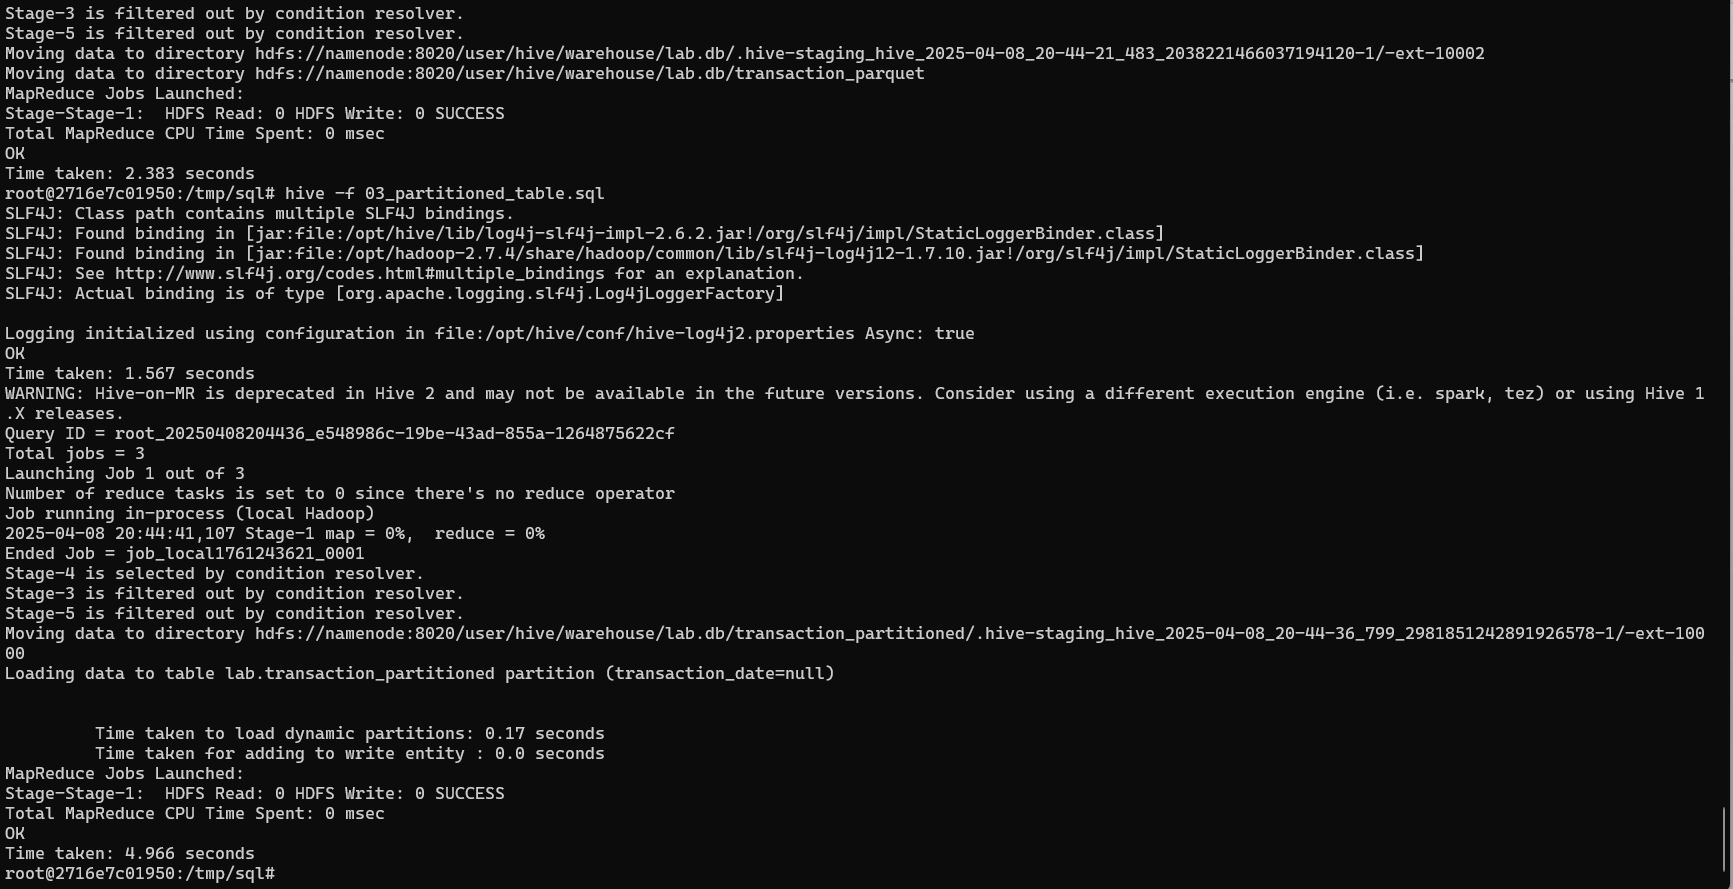 Stage-3 is filtered out by condition resolver.
Stage-5 is filtered out by condition resolver.
Moving data to directory hdfs://namenode:8020/user/hive/warehouse/lab.db/.hive-staging_hive_2025-04-08_20-44-21_483_2038221466037194120-1/-ext-10002
Moving data to directory hdfs://namenode:8020/user/hive/warehouse/lab.db/transaction_parquet
MapReduce Jobs Launched:
Stage-Stage-1:  HDFS Read: 0 HDFS Write: 0 SUCCESS
Total MapReduce CPU Time Spent: 0 msec
OK
Time taken: 2.383 seconds
root@2716e7c01950:/tmp/sql# hive -f 03_partitioned_table.sql
SLF4J: Class path contains multiple SLF4J bindings.
SLF4J: Found binding in [jar:file:/opt/hive/lib/log4j-slf4j-impl-2.6.2.jar!/org/slf4j/impl/StaticLoggerBinder.class]
SLF4J: Found binding in [jar:file:/opt/hadoop-2.7.4/share/hadoop/common/lib/slf4j-log4j12-1.7.10.jar!/org/slf4j/impl/StaticLoggerBinder.class]
SLF4J: See http://www.slf4j.org/codes.html#multiple_bindings for an explanation.
SLF4J: Actual binding is of type [org.apache.logging.slf4j.Log4jLoggerFactory]
Logging initialized using configuration in file:/opt/hive/conf/hive-log4j2.properties Async: true
OK
Time taken: 1.567 seconds
WARNING: Hive-on-MR is deprecated in Hive 2 and may not be available in the future versions. Consider using a different execution engine (i.e. spark, tez) or using Hive 1
.X releases.
Query ID = root_20250408204436_e548986c-19be-43ad-855a-1264875622cf
Total jobs = 3
Launching Job 1 out of 3
Number of reduce tasks is set to 0 since there's no reduce operator
Job running in-process (local Hadoop)
2025-04-08 20:44:41,107 Stage-1 map = 0%,  reduce = 0%
Ended Job = job_local1761243621_0001
Stage-4 is selected by condition resolver.
Stage-3 is filtered out by condition resolver.
Stage-5 is filtered out by condition resolver.
Moving data to directory hdfs://namenode:8020/user/hive/warehouse/lab.db/transaction_partitioned/.hive-staging_hive_2025-04-08_20-44-36_799_2981851242891926578-1/-ext-100
00
Loading data to table lab.transaction_partitioned partition (transaction_date=null)
Time taken to load dynamic partitions: 0.17 seconds
Time taken for adding to write entity : 0.0 seconds
MapReduce Jobs Launched:
Stage-Stage-1:  HDFS Read: 0 HDFS Write: 0 SUCCESS
Total MapReduce CPU Time Spent: 0 msec
OK
Time taken: 4.966 seconds
root@2716e7c01950:/tmp/sql#